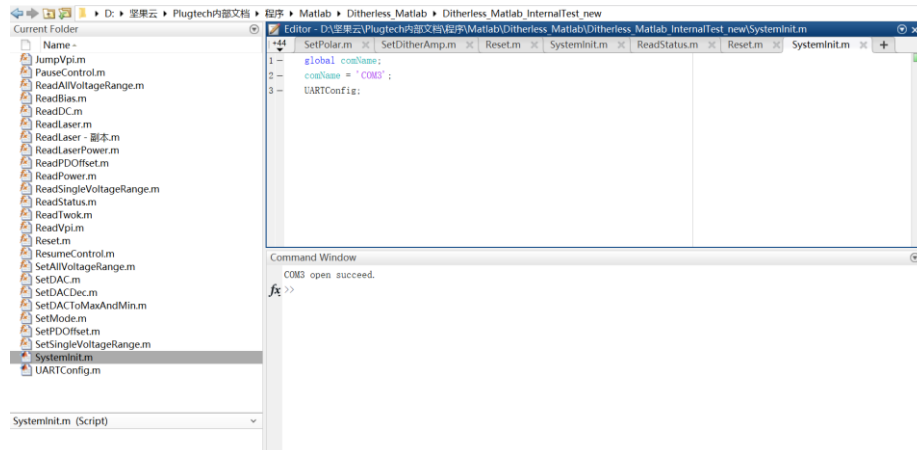 D: ▸ 坚果云 ▸ Plugtech内部文档 ▸ 程序 ▸ Matlab ▸ Ditherless_Matlab ▸ Ditherless_Matlab_InternalTest_new
Current Folder
Name
JumpVpi.m
PauseControl.m
ReadAllVoltageRange.m
ReadBias.m
ReadDC.m
ReadLaser.m
ReadLaser - 副本.m
ReadLaserPower.m
ReadPDOffset.m
ReadPower.m
ReadSingleVoltageRange.m
ReadStatus.m
ReadTwok.m
ReadVpi.m
Reset.m
ResumeControl.m
SetAllVoltageRange.m
SetDAC.m
SetDACDec.m
SetDACToMaxAndMin.m
SetMode.m
SetPDOffset.m
SetSingleVoltageRange.m
SystemInit.m
UARTConfig.m
SystemInit.m (Script)
Editor - D:\坚果云\Plugtech内部文档\程序\Matlab\Ditherless_Matlab\Ditherless_Matlab_InternalTest_new\SystemInit.m
+44 SetPolar.m SetDitherAmp.m Reset.m SystemInit.m ReadStatus.m Reset.m SystemInit.m +
1 – global comName;
2 – comName = 'COM3';
3 – UARTConfig;
Command Window
COM3 open succeed.
fx >>